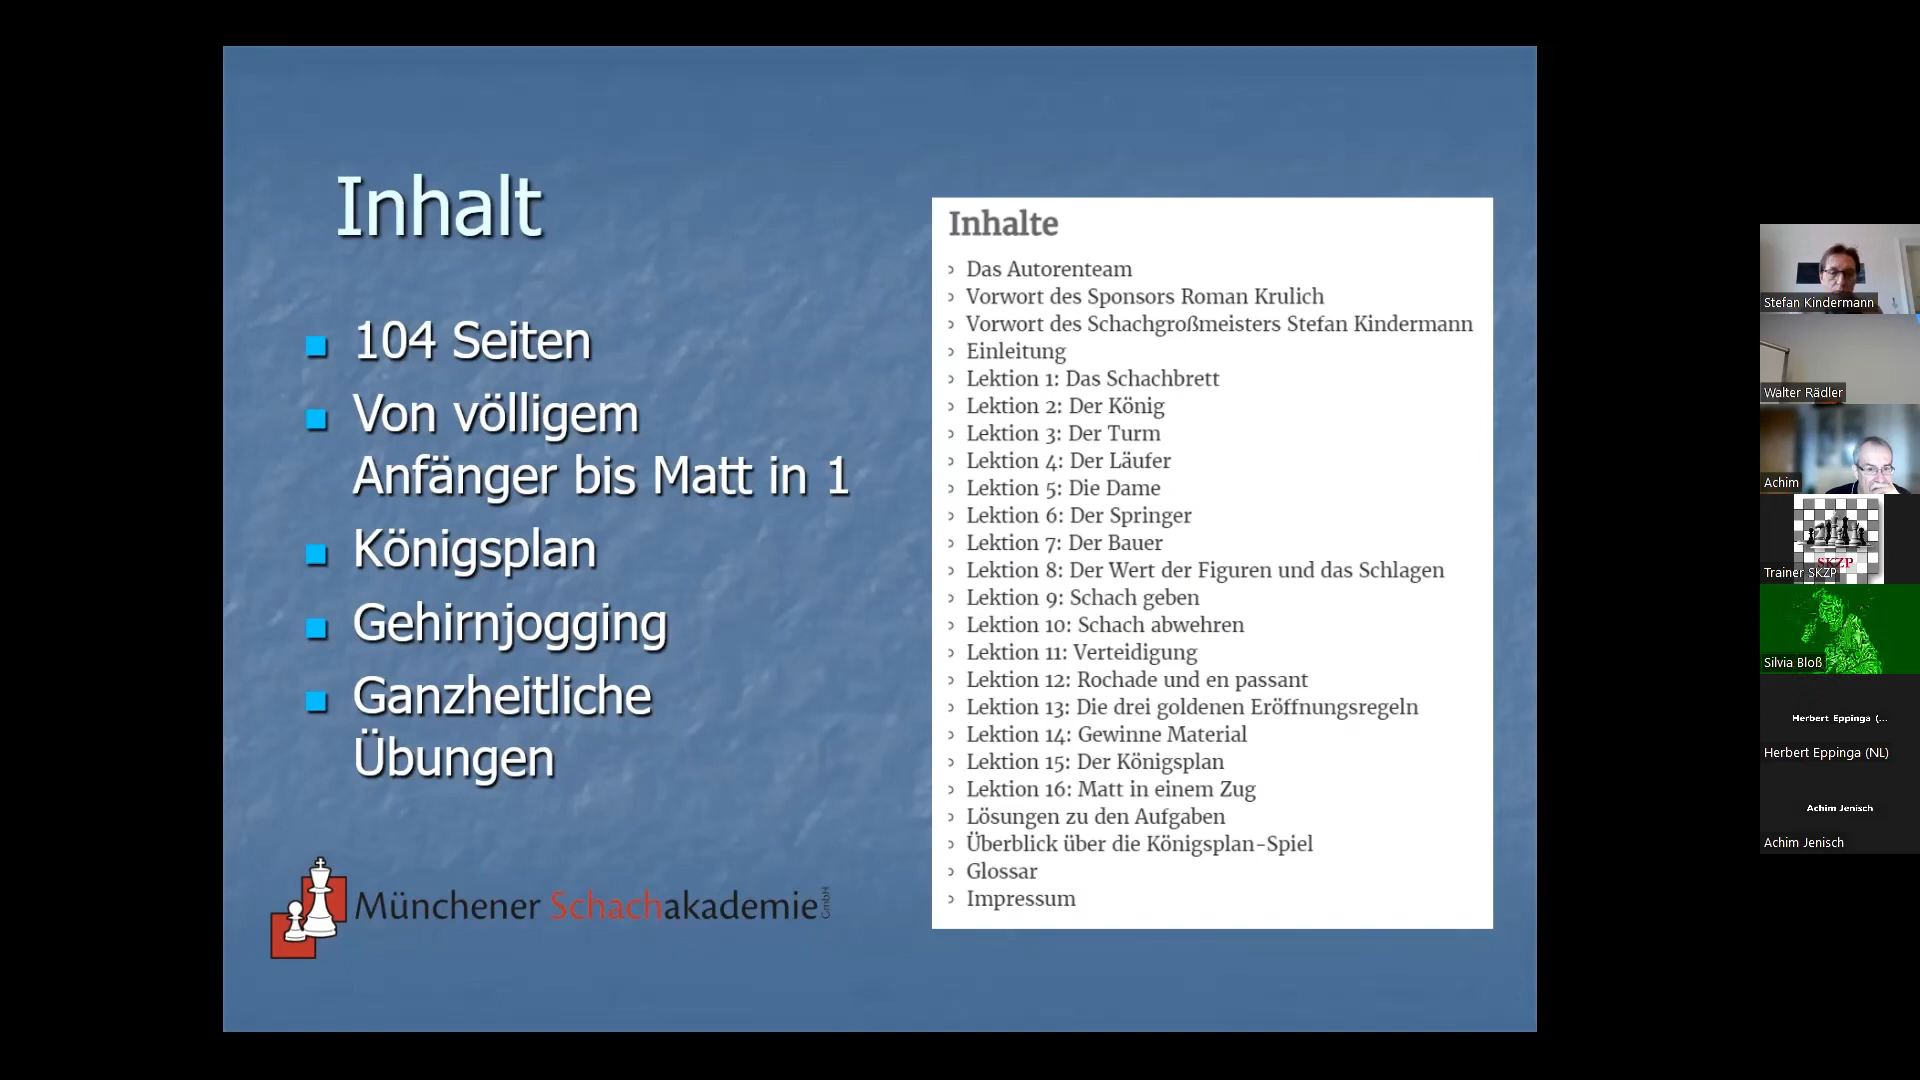 Inhalt
104 Seiten
Von völligem
Anfänger bis Matt in 1
Königsplan
Gehirnjogging
Ganzheitliche
Übungen
Münchener Schachakademie GmbH
Inhalte
Das Autorenteam
Vorwort des Sponsors Roman Krulich
Vorwort des Schachgroßmeisters Stefan Kindermann
Einleitung
Lektion 1: Das Schachbrett
Lektion 2: Der König
Lektion 3: Der Turm
Lektion 4: Der Läufer
Lektion 5: Die Dame
Lektion 6: Der Springer
Lektion 7: Der Bauer
Lektion 8: Der Wert der Figuren und das Schlagen
Lektion 9: Schach geben
Lektion 10: Schach abwehren
Lektion 11: Verteidigung
Lektion 12: Rochade und en passant
Lektion 13: Die drei goldenen Eröffnungsregeln
Lektion 14: Gewinne Material
Lektion 15: Der Königsplan
Lektion 16: Matt in einem Zug
Lösungen zu den Aufgaben
Überblick über die Königsplan-Spiel
Glossar
Impressum
Stefan Kindermann
Walter Rädler
Achim
SKZP
Trainer SKZP
Silvia Bloß
Herbert Eppinga (...
Herbert Eppinga (NL)
Achim Jenisch
Achim Jenisch